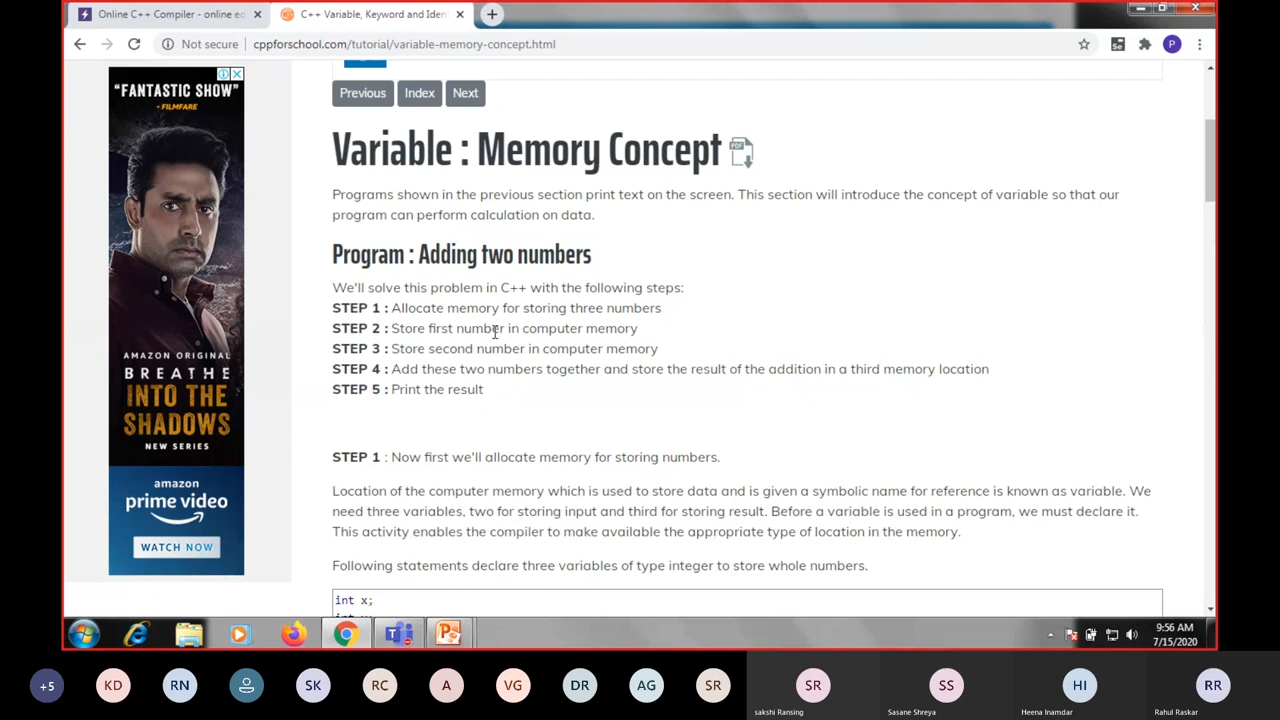 Online C++ Compiler - online ed
C++ Variable, Keyword and Iden
Not secure
cppforschool.com/tutorial/variable-memory-concept.html
Se
P
"FANTASTIC SHOW"
- FILMFARE
AMAZON ORIGINAL
BREATHE
INTO THE
SHADOWS
NEW SERIES
amazon
prime video
WATCH NOW
Previous
Index
Next
Variable : Memory Concept
PDF
Programs shown in the previous section print text on the screen. This section will introduce the concept of variable so that our
program can perform calculation on data.
Program : Adding two numbers
We'll solve this problem in C++ with the following steps:
STEP 1 : Allocate memory for storing three numbers
STEP 2 : Store first number in computer memory
STEP 3 : Store second number in computer memory
STEP 4 : Add these two numbers together and store the result of the addition in a third memory location
STEP 5 : Print the result
STEP 1 : Now first we'll allocate memory for storing numbers.
Location of the computer memory which is used to store data and is given a symbolic name for reference is known as variable. We
need three variables, two for storing input and third for storing result. Before a variable is used in a program, we must declare it.
This activity enables the compiler to make available the appropriate type of location in the memory.
Following statements declare three variables of type integer to store whole numbers.
int x;
9:56 AM
7/15/2020
+5
KD
RN
SK
RC
A
VG
DR
AG
SR
SR
SS
HI
RR
sakshi Ransing
Sasane Shreya
Heena Inamdar
Rahul Raskar